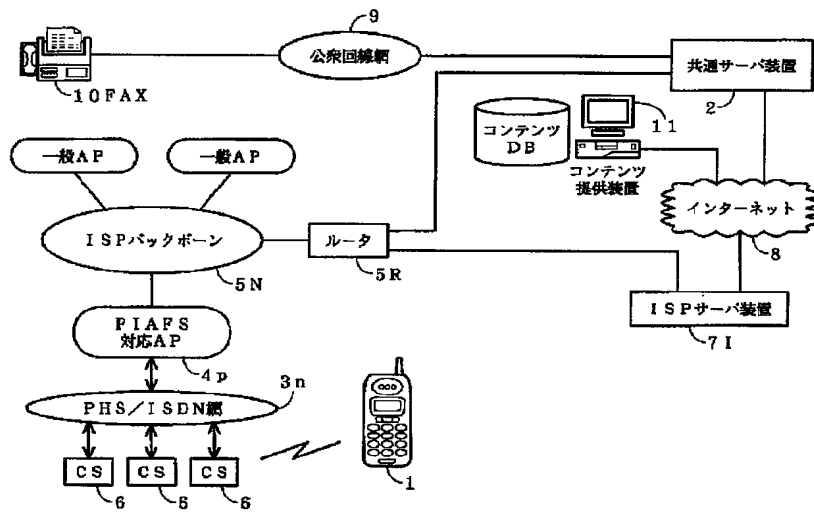 9
公衆回線網
共通サーバ装置
10FAX
2
11
コンテンツ
DB
一般AP
一般AP
コンテンツ
提供装置
インターネット
ISPバックボーン
ルータ
8
5N
5R
PIAFS
対応AP
ISPサーバ装置
7I
4p
3n
PHS/ISDN網
CS
CS
CS
6
6
6
1